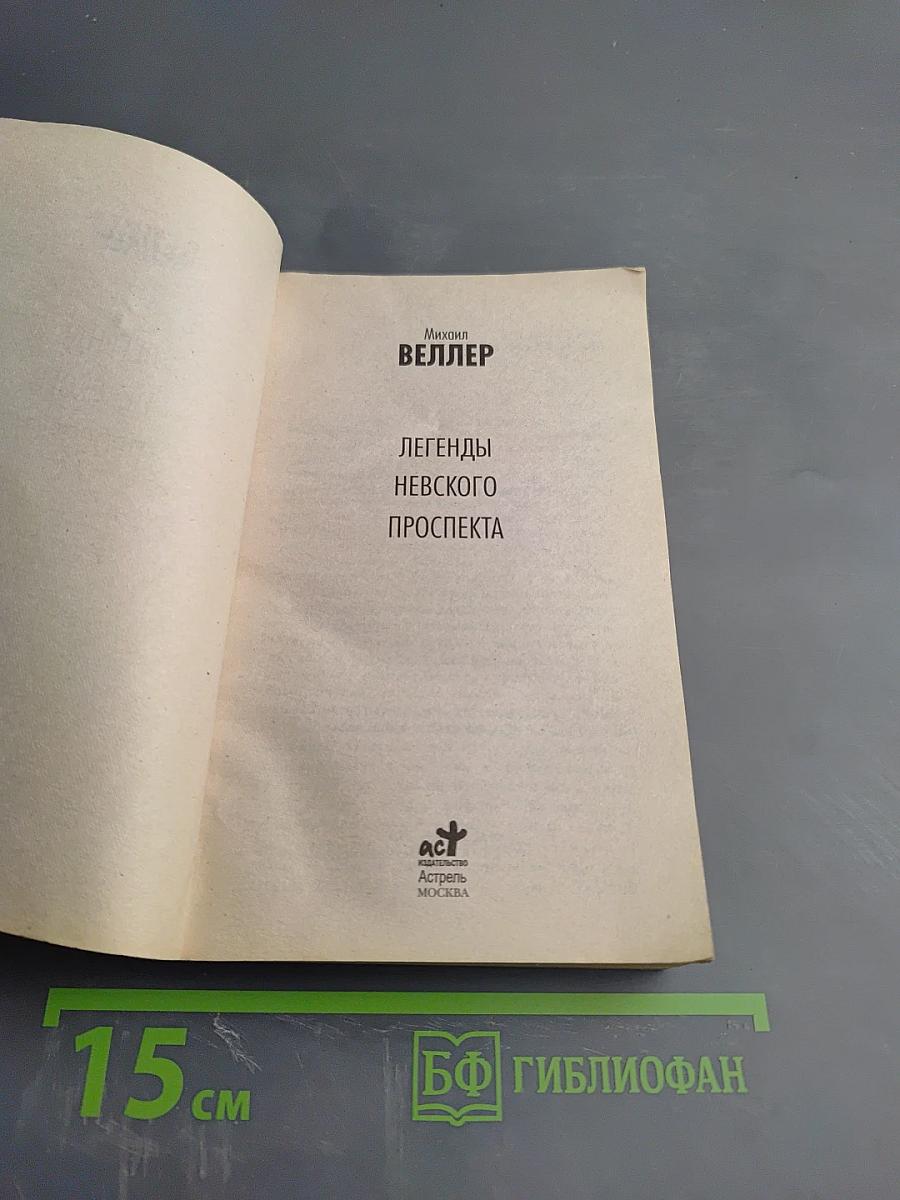 Михаил
ВЕЛЛЕР
ЛЕГЕНДЫ
НЕВСКОГО
ПРОСПЕКТА
аст
ИЗДАТЕЛЬСТВО
Астрель
МОСКВА
15 см
БФ ГИБЛИОФАН